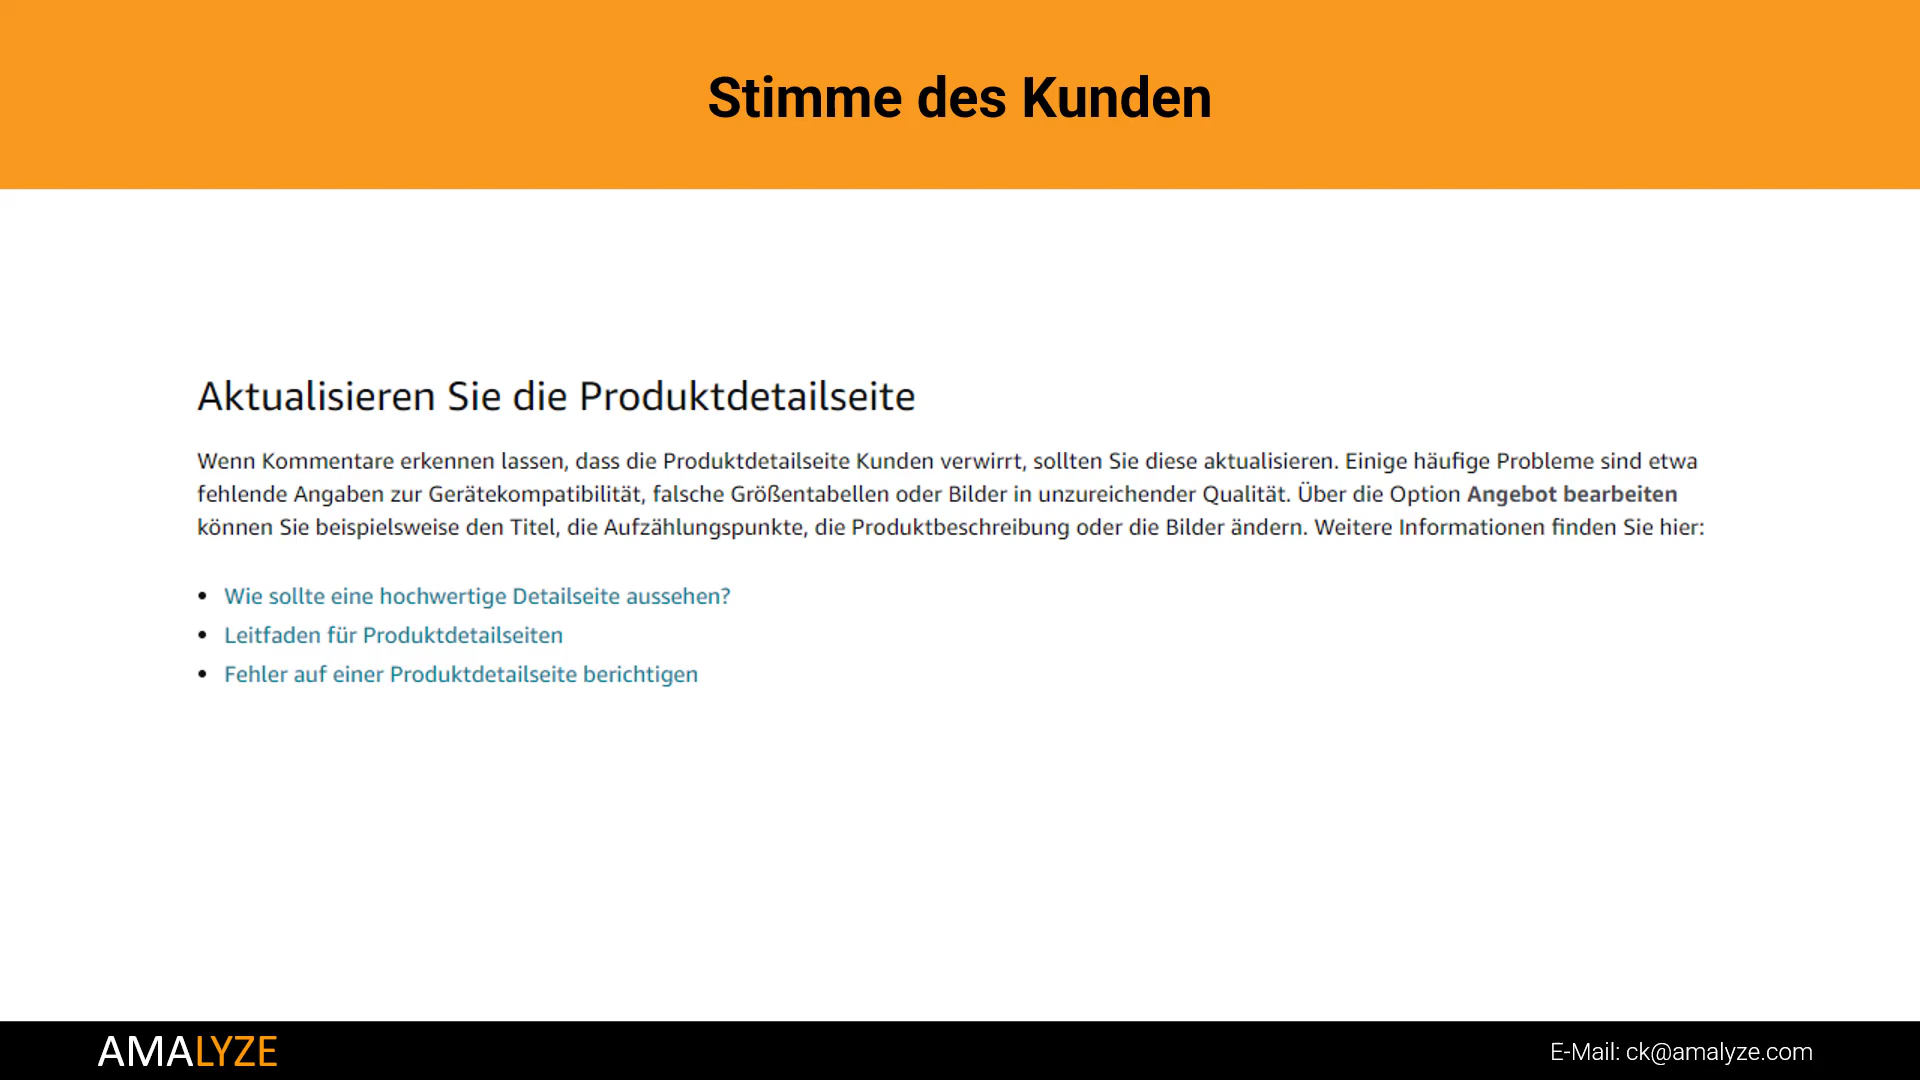 Stimme des Kunden
Aktualisieren Sie die Produktdetailseite
Wenn Kommentare erkennen lassen, dass die Produktdetailseite Kunden verwirrt, sollten Sie diese aktualisieren. Einige häufige Probleme sind etwa
fehlende Angaben zur Gerätekompatibilität, falsche Größentabellen oder Bilder in unzureichender Qualität. Über die Option Angebot bearbeiten
können Sie beispielsweise den Titel, die Aufzählungspunkte, die Produktbeschreibung oder die Bilder ändern. Weitere Informationen finden Sie hier:
• Wie sollte eine hochwertige Detailseite aussehen?
• Leitfaden für Produktdetailseiten
• Fehler auf einer Produktdetailseite berichtigen
AMALYZE
E-Mail: ck@amalyze.com